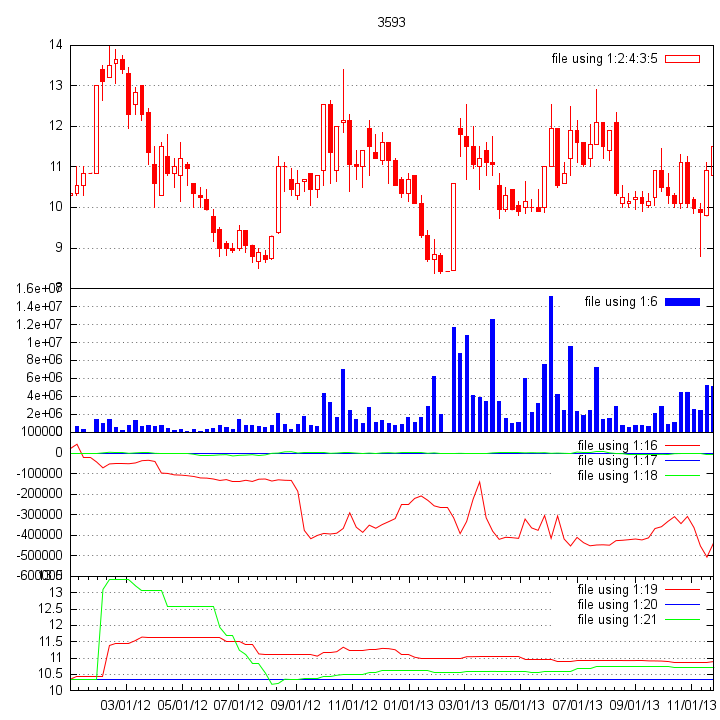 3593
14
file using 1:2:4:3:5
13
12
11
10
9
8
1.6e+07
file using 1:6
1.4e+07
1.2e+07
1e+07
8e+06
6e+06
4e+06
2e+06
100000
file using 1:16
0
file using 1:17
file using 1:18
-100000
-200000
-300000
-400000
-500000
-600000
13.5
13
file using 1:19
12.5
file using 1:20
file using 1:21
12
11.5
11
10.5
10
03/01/12 05/01/12 07/01/12 09/01/12 11/01/12 01/01/13 03/01/13 05/01/13 07/01/13 09/01/13 11/01/13